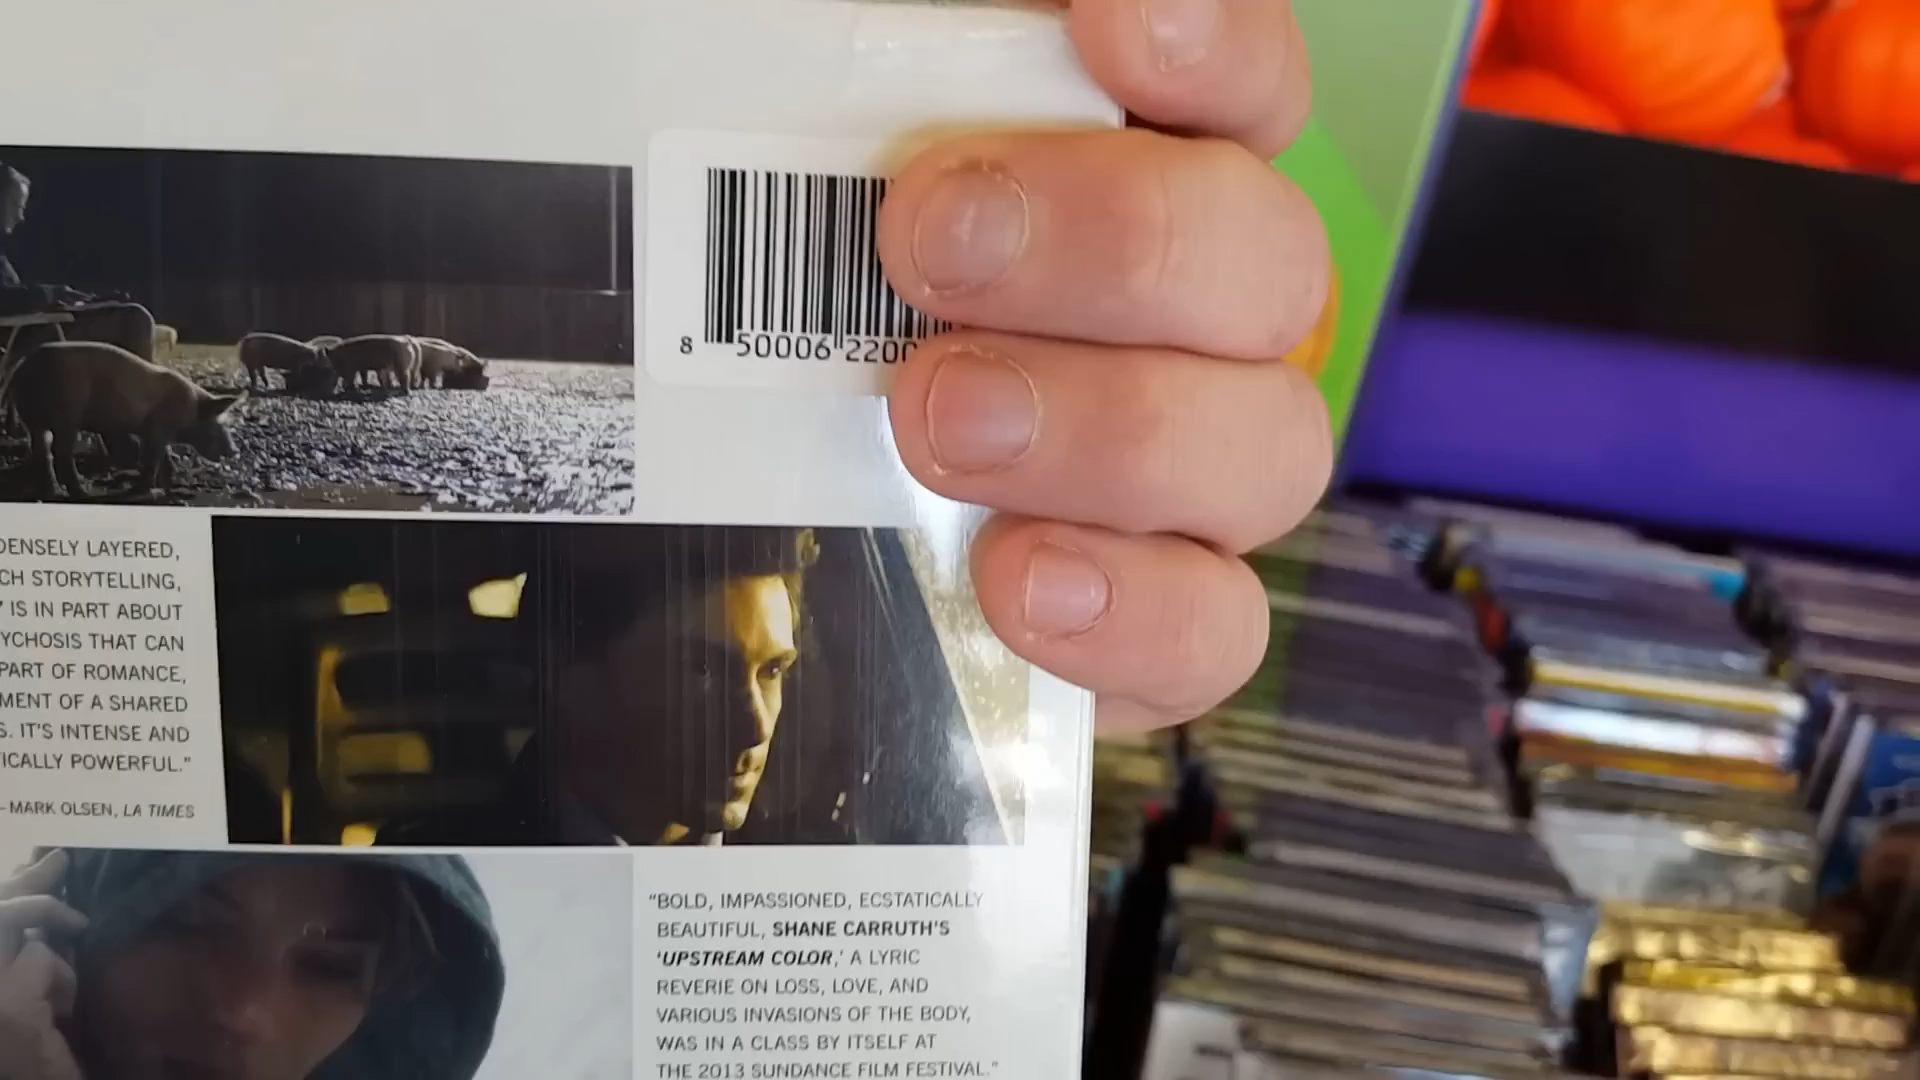 8 50006 2200
DENSELY LAYERED,
CH STORYTELLING,
IS IN PART ABOUT
YCHOSIS THAT CAN
PART OF ROMANCE,
MENT OF A SHARED
S. IT'S INTENSE AND
ICALLY POWERFUL.”
– MARK OLSEN, LA TIMES
“BOLD, IMPASSIONED, ECSTATICALLY
BEAUTIFUL, SHANE CARRUTH'S
‘UPSTREAM COLOR,’ A LYRIC
REVERIE ON LOSS, LOVE, AND
VARIOUS INVASIONS OF THE BODY,
WAS IN A CLASS BY ITSELF AT
THE 2013 SUNDANCE FILM FESTIVAL.”